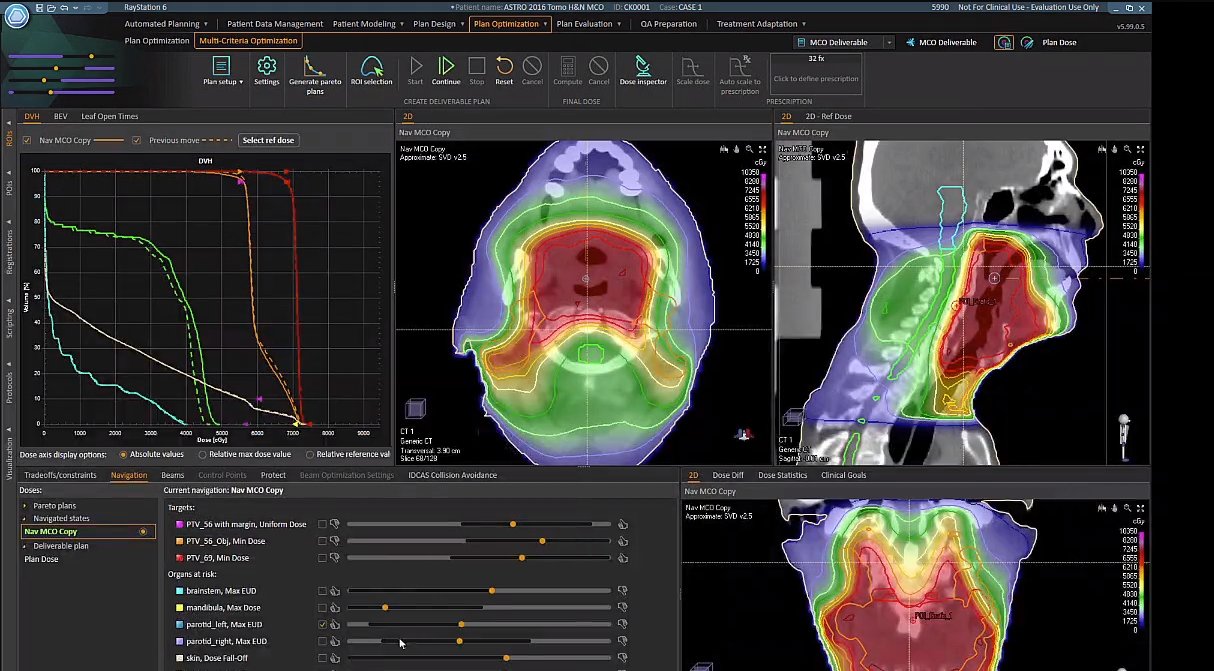 RayStation 6
Patient name: ASTRO 2016 Tomo H&N MCO ID: CK0001 Case: CASE 1
5990 Not For Clinical Use - Evaluation Use Only
Automated Planning Patient Data Management Patient Modeling Plan Design Plan Optimization Plan Evaluation QA Preparation Treatment Adaptation
v5.99.0.5
Plan Optimization Multi-Criteria Optimization
MCO Deliverable MCO Deliverable Plan Dose
Plan setup Settings Generate pareto plans ROI selection Start Continue Stop Reset Cancel Compute Cancel Dose inspector Scale dose Auto scale to prescription
32 fx
Click to define prescription
CREATE DELIVERABLE PLAN FINAL DOSE PRESCRIPTION
ROIs
POIs
Registrations
Scripting
Protocols
Visualization
DVH BEV Leaf Open Times
Nav MCO Copy Previous move Select ref dose
DVH
100
90
80
70
60
50
40
30
20
10
0
Volume [%]
0 1000 2000 3000 4000 5000 6000 7000 8000 9000
Dose [cGy]
Dose axis display options: Absolute values Relative max dose value Relative reference val
2D
Nav MCO Copy
Nav MCO Copy
Approximate: SVD v2.5
cGy
10350
8280
7245
6555
6210
5865
5520
4830
4140
3450
1725
0
CT 1
Generic CT
Transversal: 3.90 cm
Slice 68/128
2D 2D - Ref Dose
Nav MCO Copy
Nav MCO Copy
Approximate: SVD v2.5
cGy
10350
8280
7245
6555
6210
5865
5520
4830
4140
3450
1725
0
CT 1
Tradeoffs/constraints Navigation Beams Control Points Protect Beam Optimization Settings IDCAS Collision Avoidance
Doses:
Pareto plans
Navigated states
Nav MCO Copy
Deliverable plan
Plan Dose
Current navigation: Nav MCO Copy
Targets:
PTV_56 with margin, Uniform Dose
PTV_56_Obj, Min Dose
PTV_69, Min Dose
Organs at risk:
brainstem, Max EUD
mandibula, Max Dose
parotid_left, Max EUD
parotid_right, Max EUD
skin, Dose Fall-Off
2D Dose Diff Dose Statistics Clinical Goals
Nav MCO Copy
Nav MCO Copy
Approximate: SVD v2.5
cGy
10350
8280
7245
6555
6210
5865
5520
4830
4140
3450
1725
0